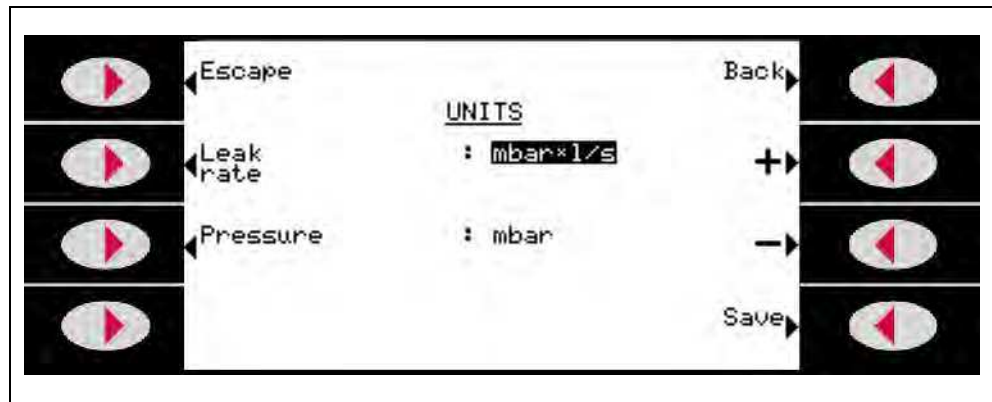 Escape
Back
UNITS
Leak
rate
: mbar×l/s
+
Pressure
: mbar
−
Save